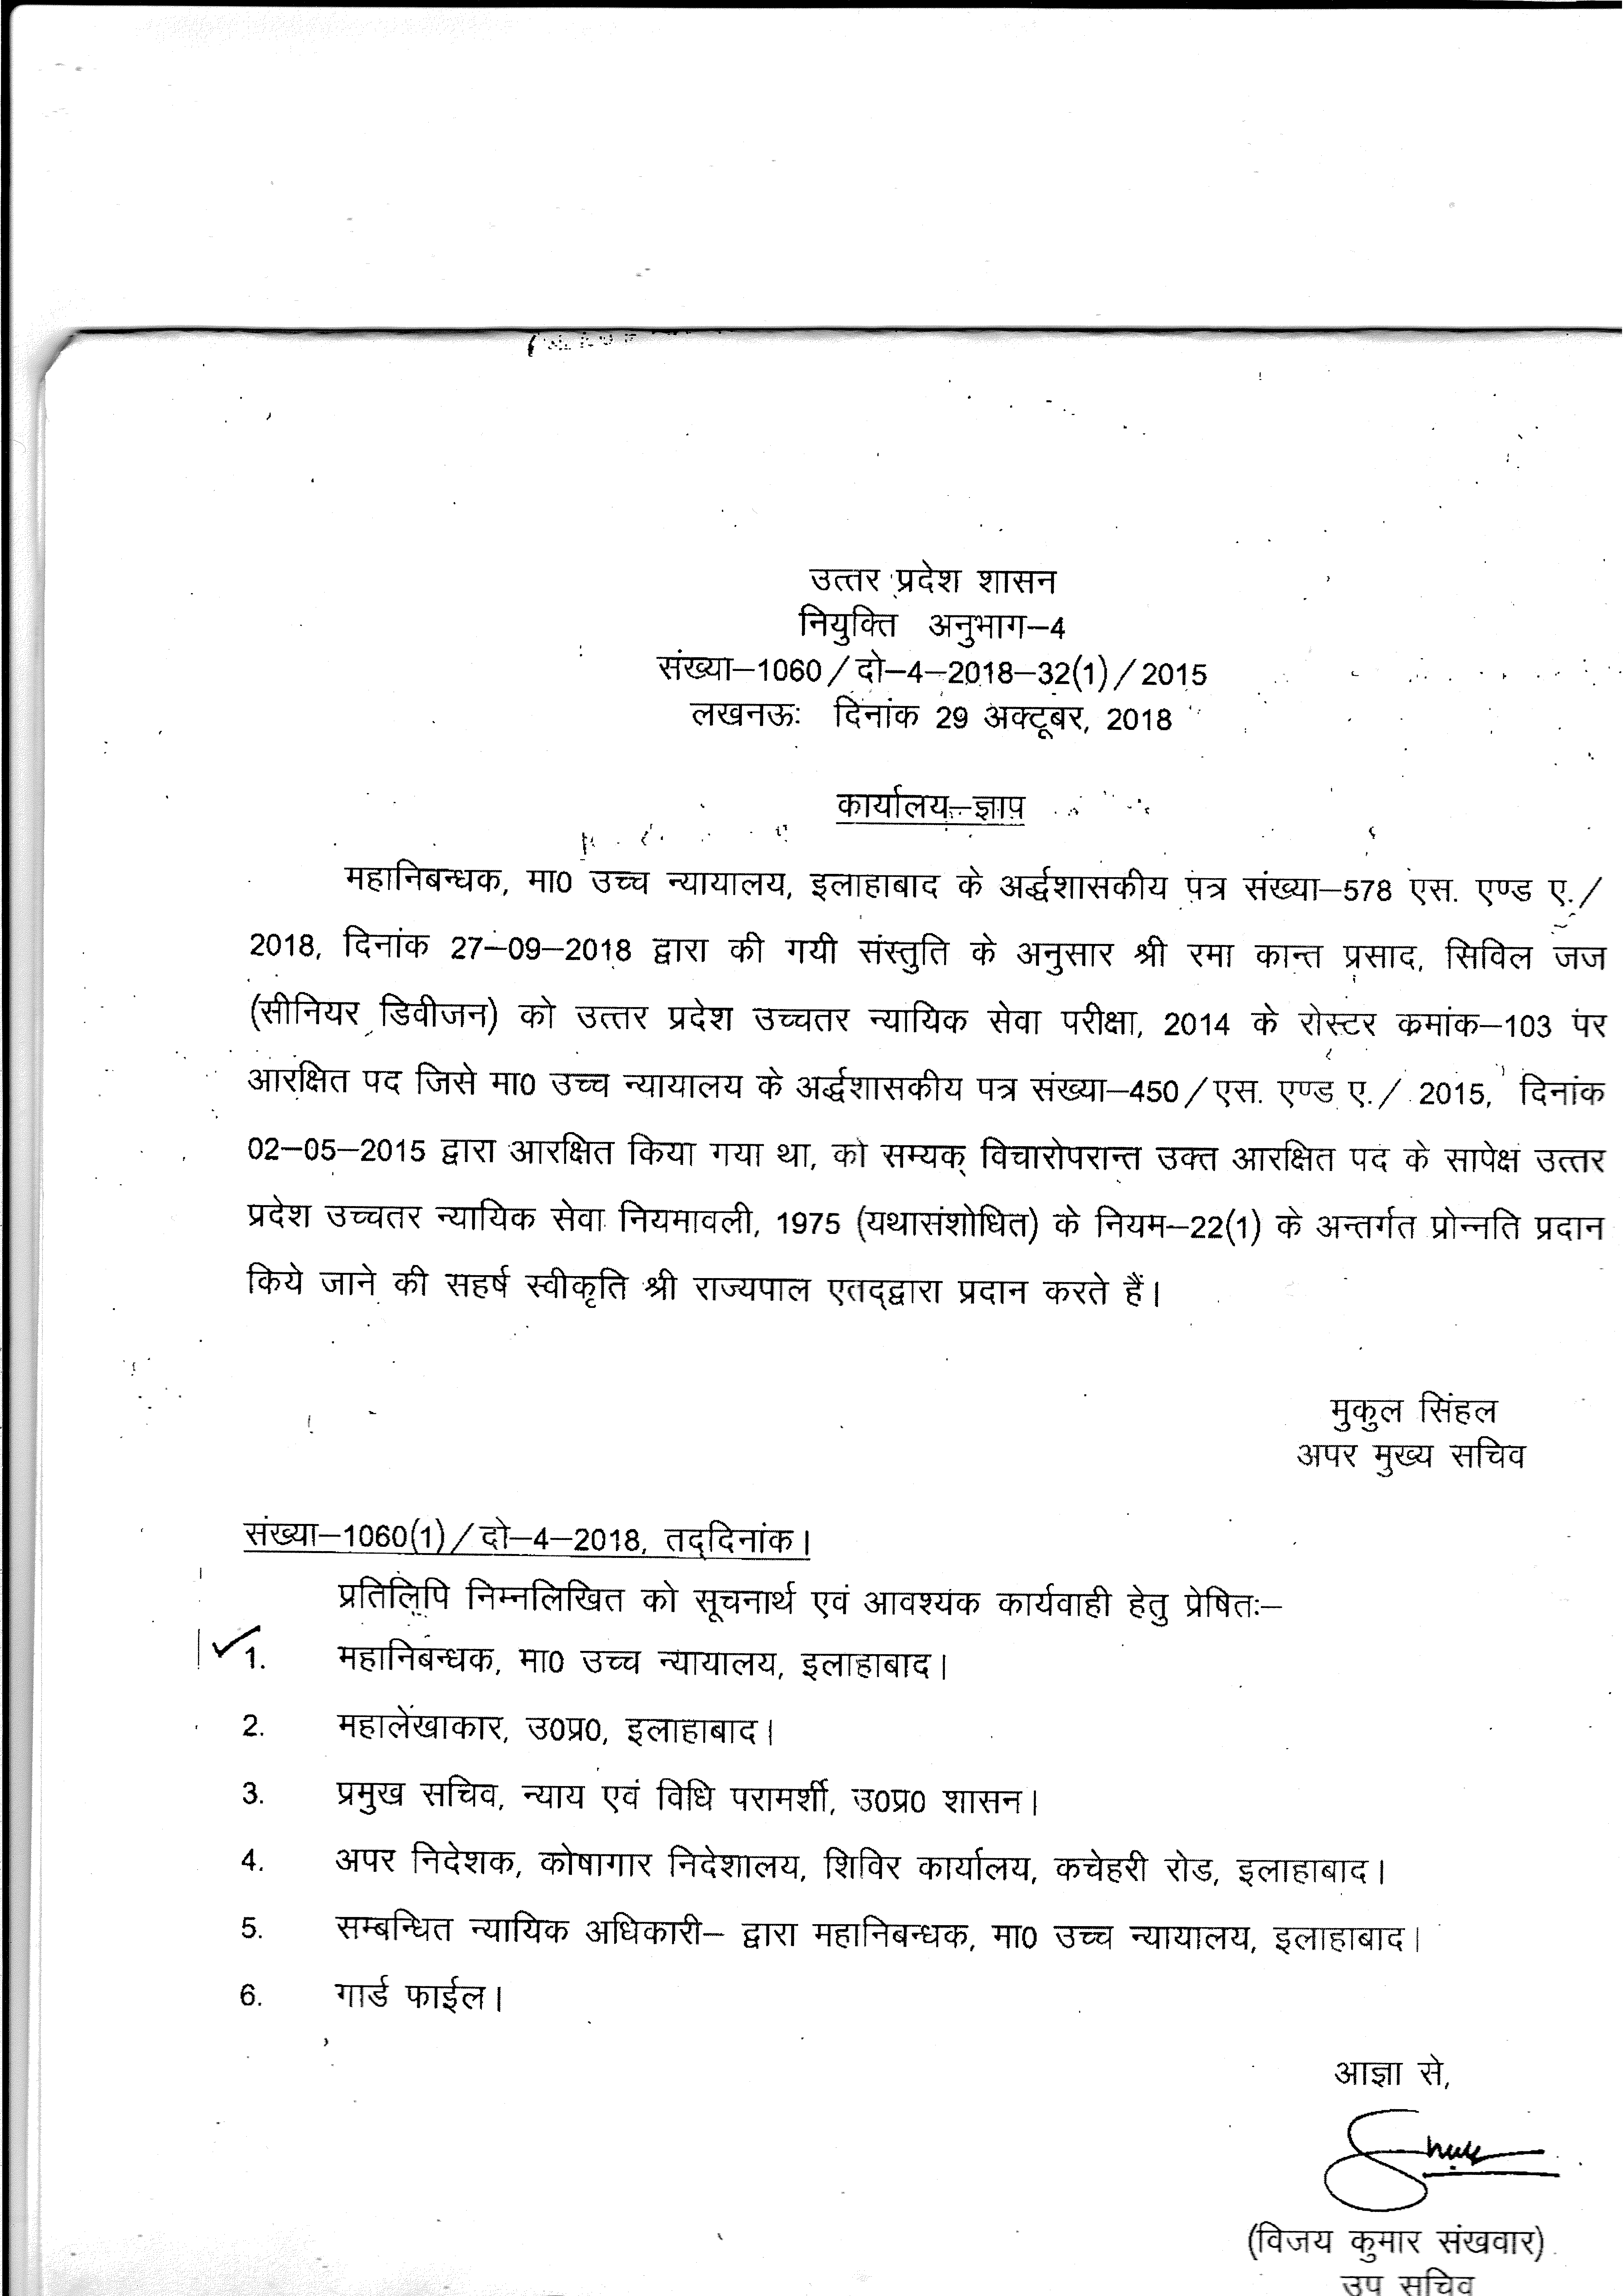 उत्तर प्रदेश शासन
नियुक्ति अनुभाग–4
संख्या–1060/दो–4–2018–32(1)/2015
लखनऊः दिनांक 29 अक्टूबर, 2018
कार्यालय–ज्ञाप
महानिबन्धक, मा0 उच्च न्यायालय, इलाहाबाद के अर्द्धशासकीय पत्र संख्या–578 एस. एण्ड ए./
2018, दिनांक 27–09–2018 द्वारा की गयी संस्तुति के अनुसार श्री रमा कान्त प्रसाद, सिविल जज
(सीनियर डिवीजन) को उत्तर प्रदेश उच्चतर न्यायिक सेवा परीक्षा, 2014 के रोस्टर क्रमांक–103 पर
आरक्षित पद जिसे मा0 उच्च न्यायालय के अर्द्धशासकीय पत्र संख्या–450/एस. एण्ड ए./ 2015, दिनांक
02–05–2015 द्वारा आरक्षित किया गया था, को सम्यक् विचारोपरान्त उक्त आरक्षित पद के सापेक्ष उत्तर
प्रदेश उच्चतर न्यायिक सेवा नियमावली, 1975 (यथासंशोधित) के नियम–22(1) के अन्तर्गत प्रोन्नति प्रदान
किये जाने की सहर्ष स्वीकृति श्री राज्यपाल एतद्द्वारा प्रदान करते हैं।
मुकुल सिंहल
अपर मुख्य सचिव
संख्या–1060(1)/दो–4–2018, तद्दिनांक।
प्रतिलिपि निम्नलिखित को सूचनार्थ एवं आवश्यक कार्यवाही हेतु प्रेषितः–
1. महानिबन्धक, मा0 उच्च न्यायालय, इलाहाबाद।
2. महालेखाकार, उ0प्र0, इलाहाबाद।
3. प्रमुख सचिव, न्याय एवं विधि परामर्शी, उ0प्र0 शासन।
4. अपर निदेशक, कोषागार निदेशालय, शिविर कार्यालय, कचेहरी रोड, इलाहाबाद।
5. सम्बन्धित न्यायिक अधिकारी– द्वारा महानिबन्धक, मा0 उच्च न्यायालय, इलाहाबाद।
6. गार्ड फाईल।
आज्ञा से,
(विजय कुमार संखवार)
उप सचिव